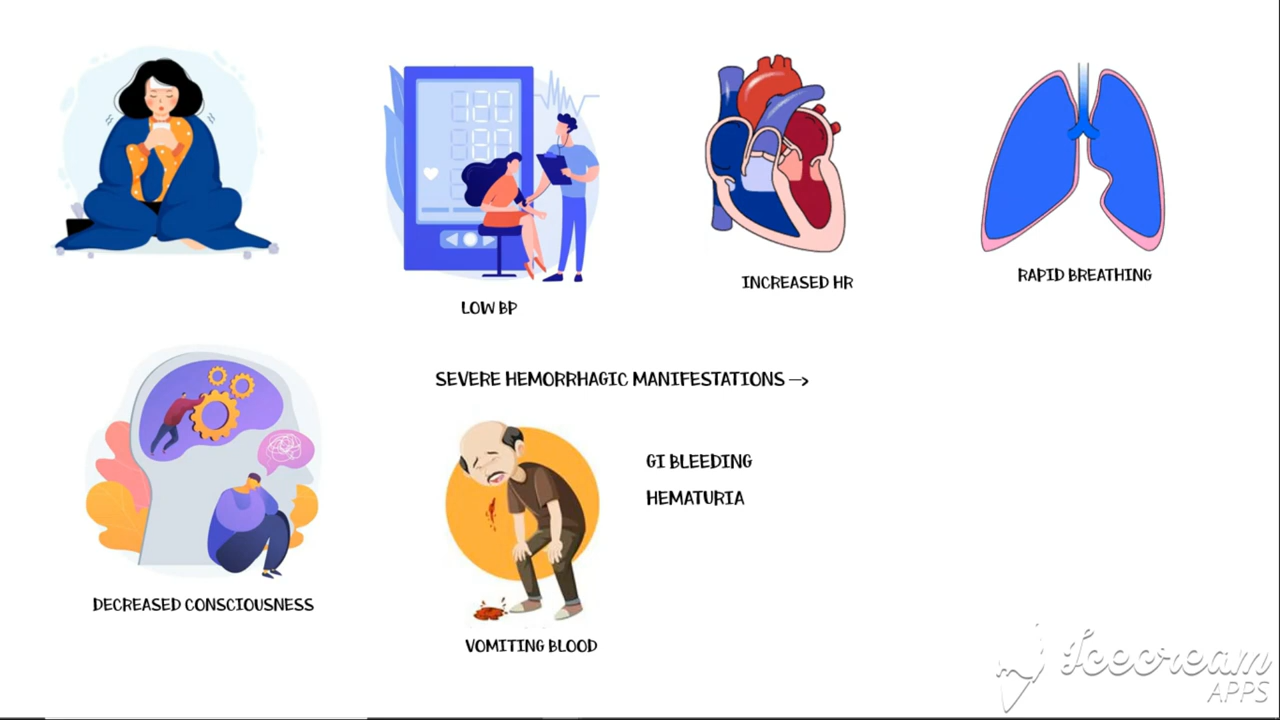 LOW BP
INCREASED HR
RAPID BREATHING
SEVERE HEMORRHAGIC MANIFESTATIONS →
GI BLEEDING
HEMATURIA
DECREASED CONSCIOUSNESS
VOMITING BLOOD
Icecream
APPS